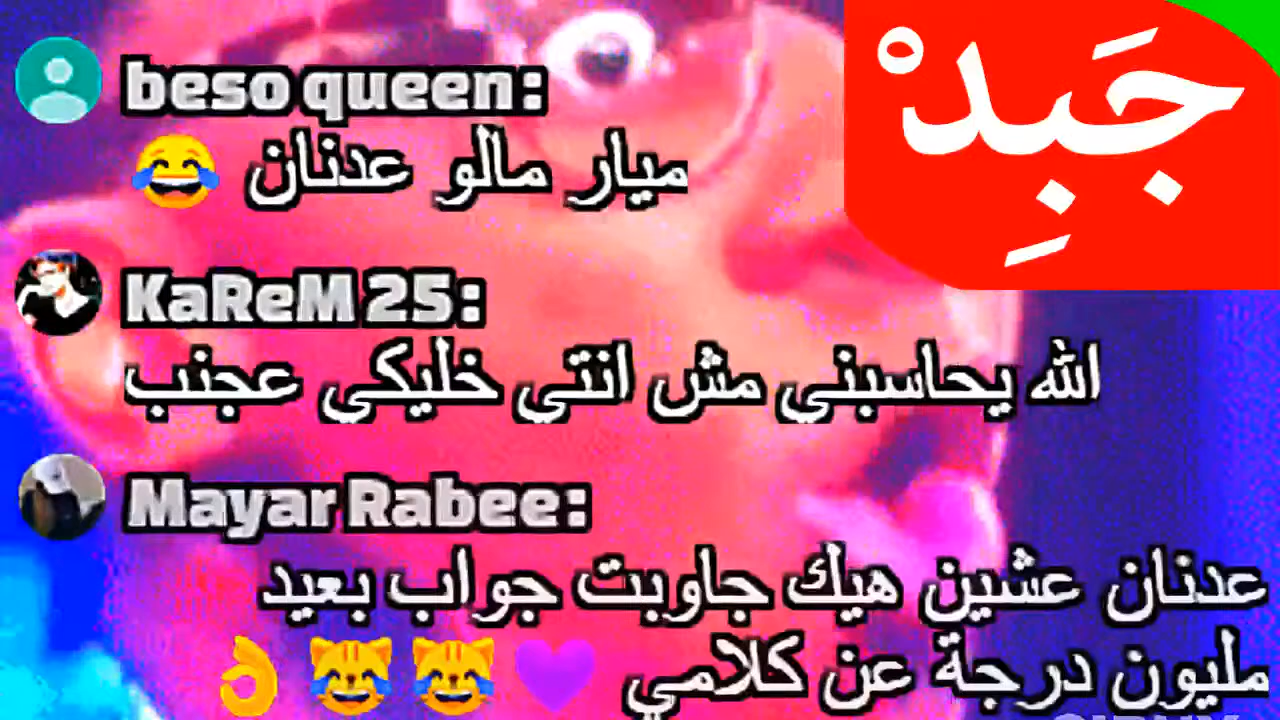 جَبِدْ
beso queen:
ميار مالو عدنان 😂
KaReM 25:
الله يحاسبني مش انتي خليكي عجنب
Mayar Rabee:
عدنان عشين هيك جاوبت جواب بعيد
مليون درجة عن كلامي 💜😹😹👌